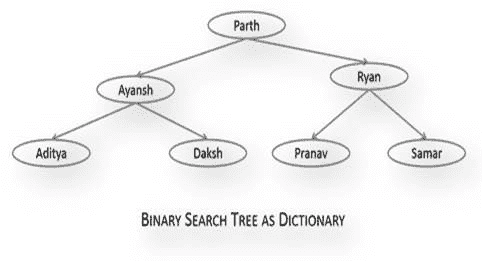 Parth
Ayansh
Ryan
Aditya
Daksh
Pranav
Samar
BINARY SEARCH TREE AS DICTIONARY